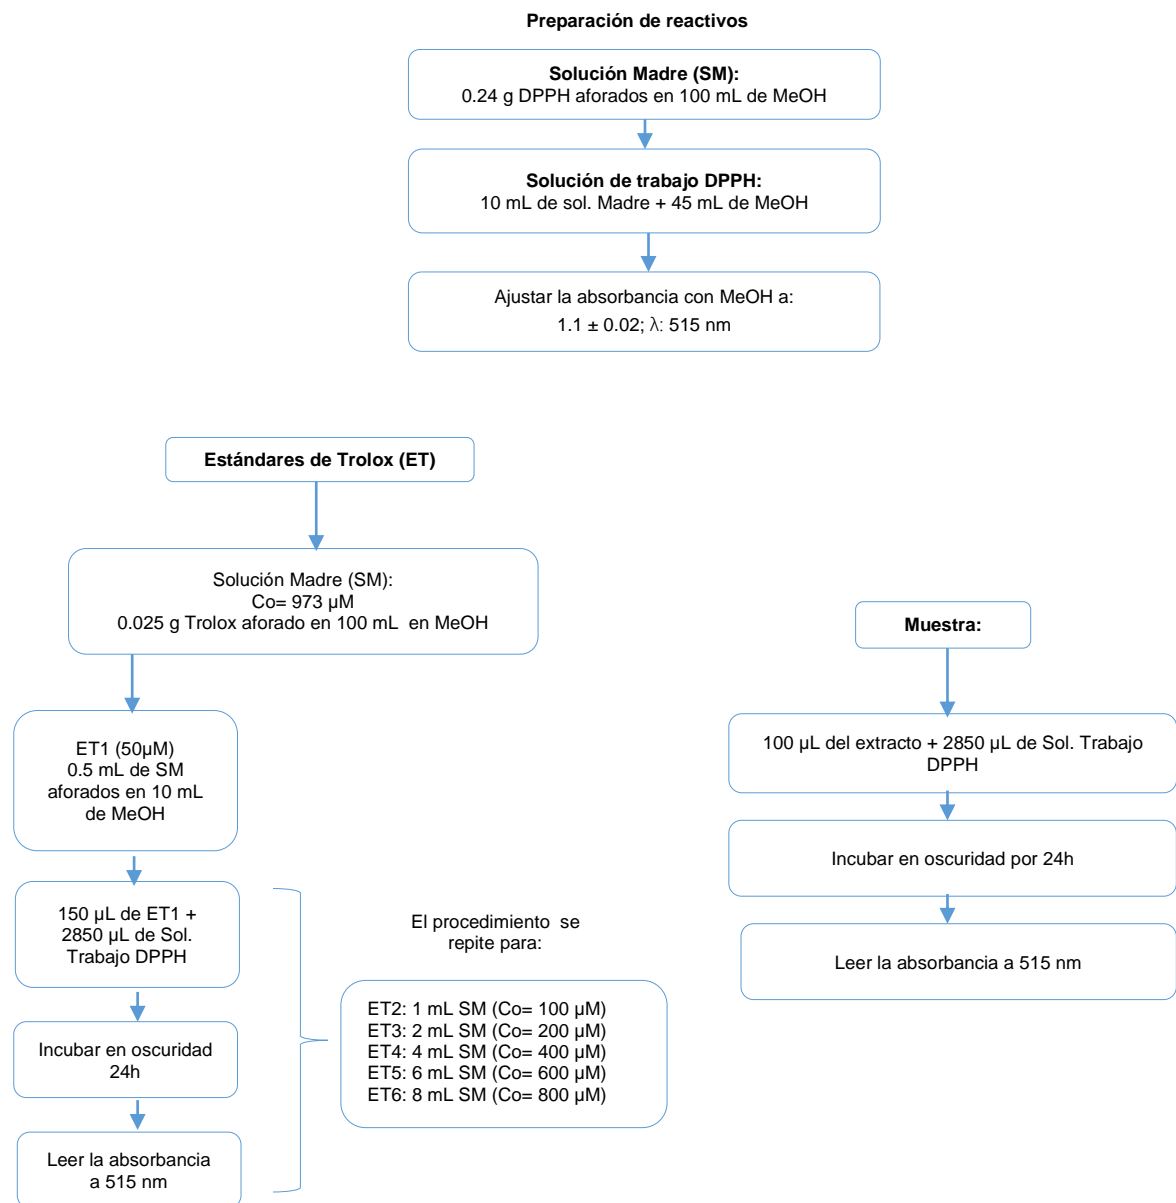 Preparación de reactivos
Solución Madre (SM):
0.24 g DPPH aforados en 100 mL de MeOH
Solución de trabajo DPPH:
10 mL de sol. Madre + 45 mL de MeOH
Ajustar la absorbancia con MeOH a:
1.1 ± 0.02; λ: 515 nm
Estándares de Trolox (ET)
Solución Madre (SM):
Co= 973 µM
0.025 g Trolox aforado en 100 mL en MeOH
ET1 (50µM)
0.5 mL de SM
aforados en 10 mL
de MeOH
150 µL de ET1 +
2850 µL de Sol.
Trabajo DPPH
Incubar en oscuridad
24h
Leer la absorbancia
a 515 nm
El procedimiento se
repite para:
ET2: 1 mL SM (Co= 100 µM)
ET3: 2 mL SM (Co= 200 µM)
ET4: 4 mL SM (Co= 400 µM)
ET5: 6 mL SM (Co= 600 µM)
ET6: 8 mL SM (Co= 800 µM)
Muestra:
100 µL del extracto + 2850 µL de Sol. Trabajo
DPPH
Incubar en oscuridad por 24h
Leer la absorbancia a 515 nm